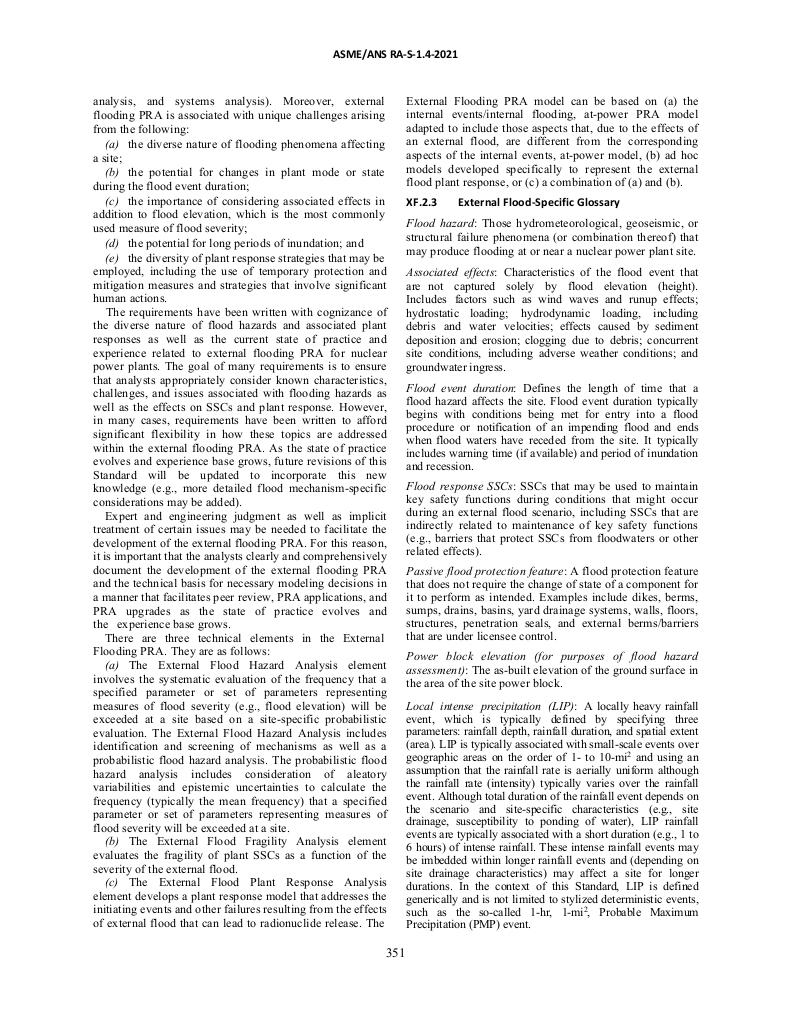 ASME/ANS RA-S-1.4-2021
analysis, and systems analysis). Moreover, external
flooding PRA is associated with unique challenges arising
from the following:
(a) the diverse nature of flooding phenomena affecting
a site;
(b) the potential for changes in plant mode or state
during the flood event duration;
(c) the importance of considering associated effects in
addition to flood elevation, which is the most commonly
used measure of flood severity;
(d) the potential for long periods of inundation; and
(e) the diversity of plant response strategies that may be
employed, including the use of temporary protection and
mitigation measures and strategies that involve significant
human actions.
The requirements have been written with cognizance of
the diverse nature of flood hazards and associated plant
responses as well as the current state of practice and
experience related to external flooding PRA for nuclear
power plants. The goal of many requirements is to ensure
that analysts appropriately consider known characteristics,
challenges, and issues associated with flooding hazards as
well as the effects on SSCs and plant response. However,
in many cases, requirements have been written to afford
significant flexibility in how these topics are addressed
within the external flooding PRA. As the state of practice
evolves and experience base grows, future revisions of this
Standard will be updated to incorporate this new
knowledge (e.g., more detailed flood mechanism-specific
considerations may be added).
Expert and engineering judgment as well as implicit
treatment of certain issues may be needed to facilitate the
development of the external flooding PRA. For this reason,
it is important that the analysts clearly and comprehensively
document the development of the external flooding PRA
and the technical basis for necessary modeling decisions in
a manner that facilitates peer review, PRA applications, and
PRA upgrades as the state of practice evolves and
the experience base grows.
There are three technical elements in the External
Flooding PRA. They are as follows:
(a) The External Flood Hazard Analysis element
involves the systematic evaluation of the frequency that a
specified parameter or set of parameters representing
measures of flood severity (e.g., flood elevation) will be
exceeded at a site based on a site-specific probabilistic
evaluation. The External Flood Hazard Analysis includes
identification and screening of mechanisms as well as a
probabilistic flood hazard analysis. The probabilistic flood
hazard analysis includes consideration of aleatory
variabilities and epistemic uncertainties to calculate the
frequency (typically the mean frequency) that a specified
parameter or set of parameters representing measures of
flood severity will be exceeded at a site.
(b) The External Flood Fragility Analysis element
evaluates the fragility of plant SSCs as a function of the
severity of the external flood.
(c) The External Flood Plant Response Analysis
element develops a plant response model that addresses the
initiating events and other failures resulting from the effects
of external flood that can lead to radionuclide release. The
External Flooding PRA model can be based on (a) the
internal events/internal flooding, at-power PRA model
adapted to include those aspects that, due to the effects of
an external flood, are different from the corresponding
aspects of the internal events, at-power model, (b) ad hoc
models developed specifically to represent the external
flood plant response, or (c) a combination of (a) and (b).
XF.2.3 External Flood-Specific Glossary
Flood hazard: Those hydrometeorological, geoseismic, or
structural failure phenomena (or combination thereof) that
may produce flooding at or near a nuclear power plant site.
Associated effects: Characteristics of the flood event that
are not captured solely by flood elevation (height).
Includes factors such as wind waves and runup effects;
hydrostatic loading; hydrodynamic loading, including
debris and water velocities; effects caused by sediment
deposition and erosion; clogging due to debris; concurrent
site conditions, including adverse weather conditions; and
groundwater ingress.
Flood event duration: Defines the length of time that a
flood hazard affects the site. Flood event duration typically
begins with conditions being met for entry into a flood
procedure or notification of an impending flood and ends
when flood waters have receded from the site. It typically
includes warning time (if available) and period of inundation
and recession.
Flood response SSCs: SSCs that may be used to maintain
key safety functions during conditions that might occur
during an external flood scenario, including SSCs that are
indirectly related to maintenance of key safety functions
(e.g., barriers that protect SSCs from floodwaters or other
related effects).
Passive flood protection feature: A flood protection feature
that does not require the change of state of a component for
it to perform as intended. Examples include dikes, berms,
sumps, drains, basins, yard drainage systems, walls, floors,
structures, penetration seals, and external berms/barriers
that are under licensee control.
Power block elevation (for purposes of flood hazard
assessment): The as-built elevation of the ground surface in
the area of the site power block.
Local intense precipitation (LIP): A locally heavy rainfall
event, which is typically defined by specifying three
parameters: rainfall depth, rainfall duration, and spatial extent
(area). LIP is typically associated with small-scale events over
geographic areas on the order of 1- to 10-mi² and using an
assumption that the rainfall rate is aerially uniform although
the rainfall rate (intensity) typically varies over the rainfall
event. Although total duration of the rainfall event depends on
the scenario and site-specific characteristics (e.g., site
drainage, susceptibility to ponding of water), LIP rainfall
events are typically associated with a short duration (e.g., 1 to
6 hours) of intense rainfall. These intense rainfall events may
be imbedded within longer rainfall events and (depending on
site drainage characteristics) may affect a site for longer
durations. In the context of this Standard, LIP is defined
generically and is not limited to stylized deterministic events,
such as the so-called 1-hr, 1-mi², Probable Maximum
Precipitation (PMP) event.
351